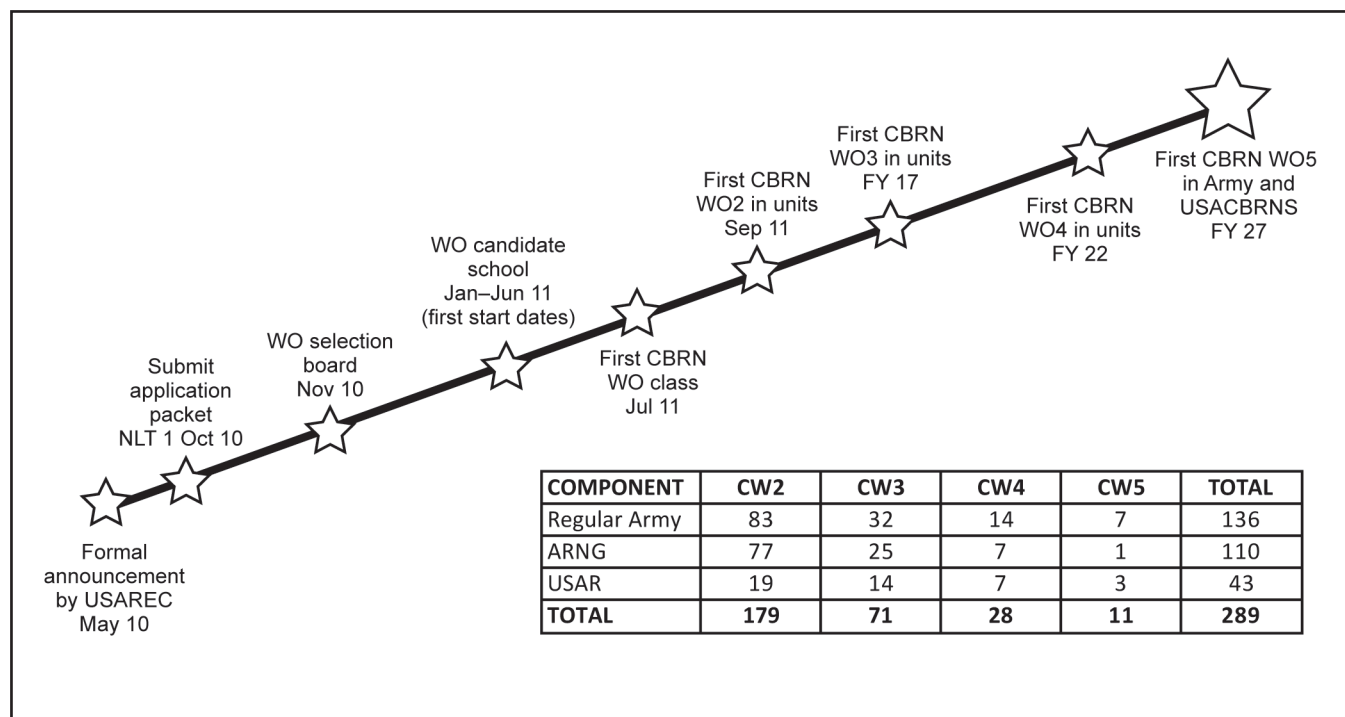 Formal
announcement
by USAREC
May 10
Submit
application
packet
NLT 1 Oct 10
WO selection
board
Nov 10
WO candidate
school
Jan–Jun 11
(first start dates)
First CBRN
WO class
Jul 11
First CBRN
WO2 in units
Sep 11
First CBRN
WO3 in units
FY 17
First CBRN
WO4 in units
FY 22
First CBRN WO5
in Army and
USACBRNS
FY 27
COMPONENT CW2 CW3 CW4 CW5 TOTAL
Regular Army 83 32 14 7 136
ARNG 77 25 7 1 110
USAR 19 14 7 3 43
TOTAL 179 71 28 11 289